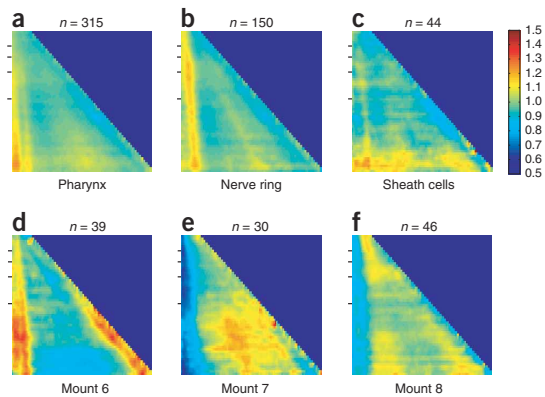 a
n = 315
b
n = 150
c
n = 44
1.5
1.4
1.3
1.2
1.1
1.0
0.9
0.8
0.7
0.6
0.5
Pharynx
Nerve ring
Sheath cells
d
n = 39
e
n = 30
f
n = 46
Mount 6
Mount 7
Mount 8